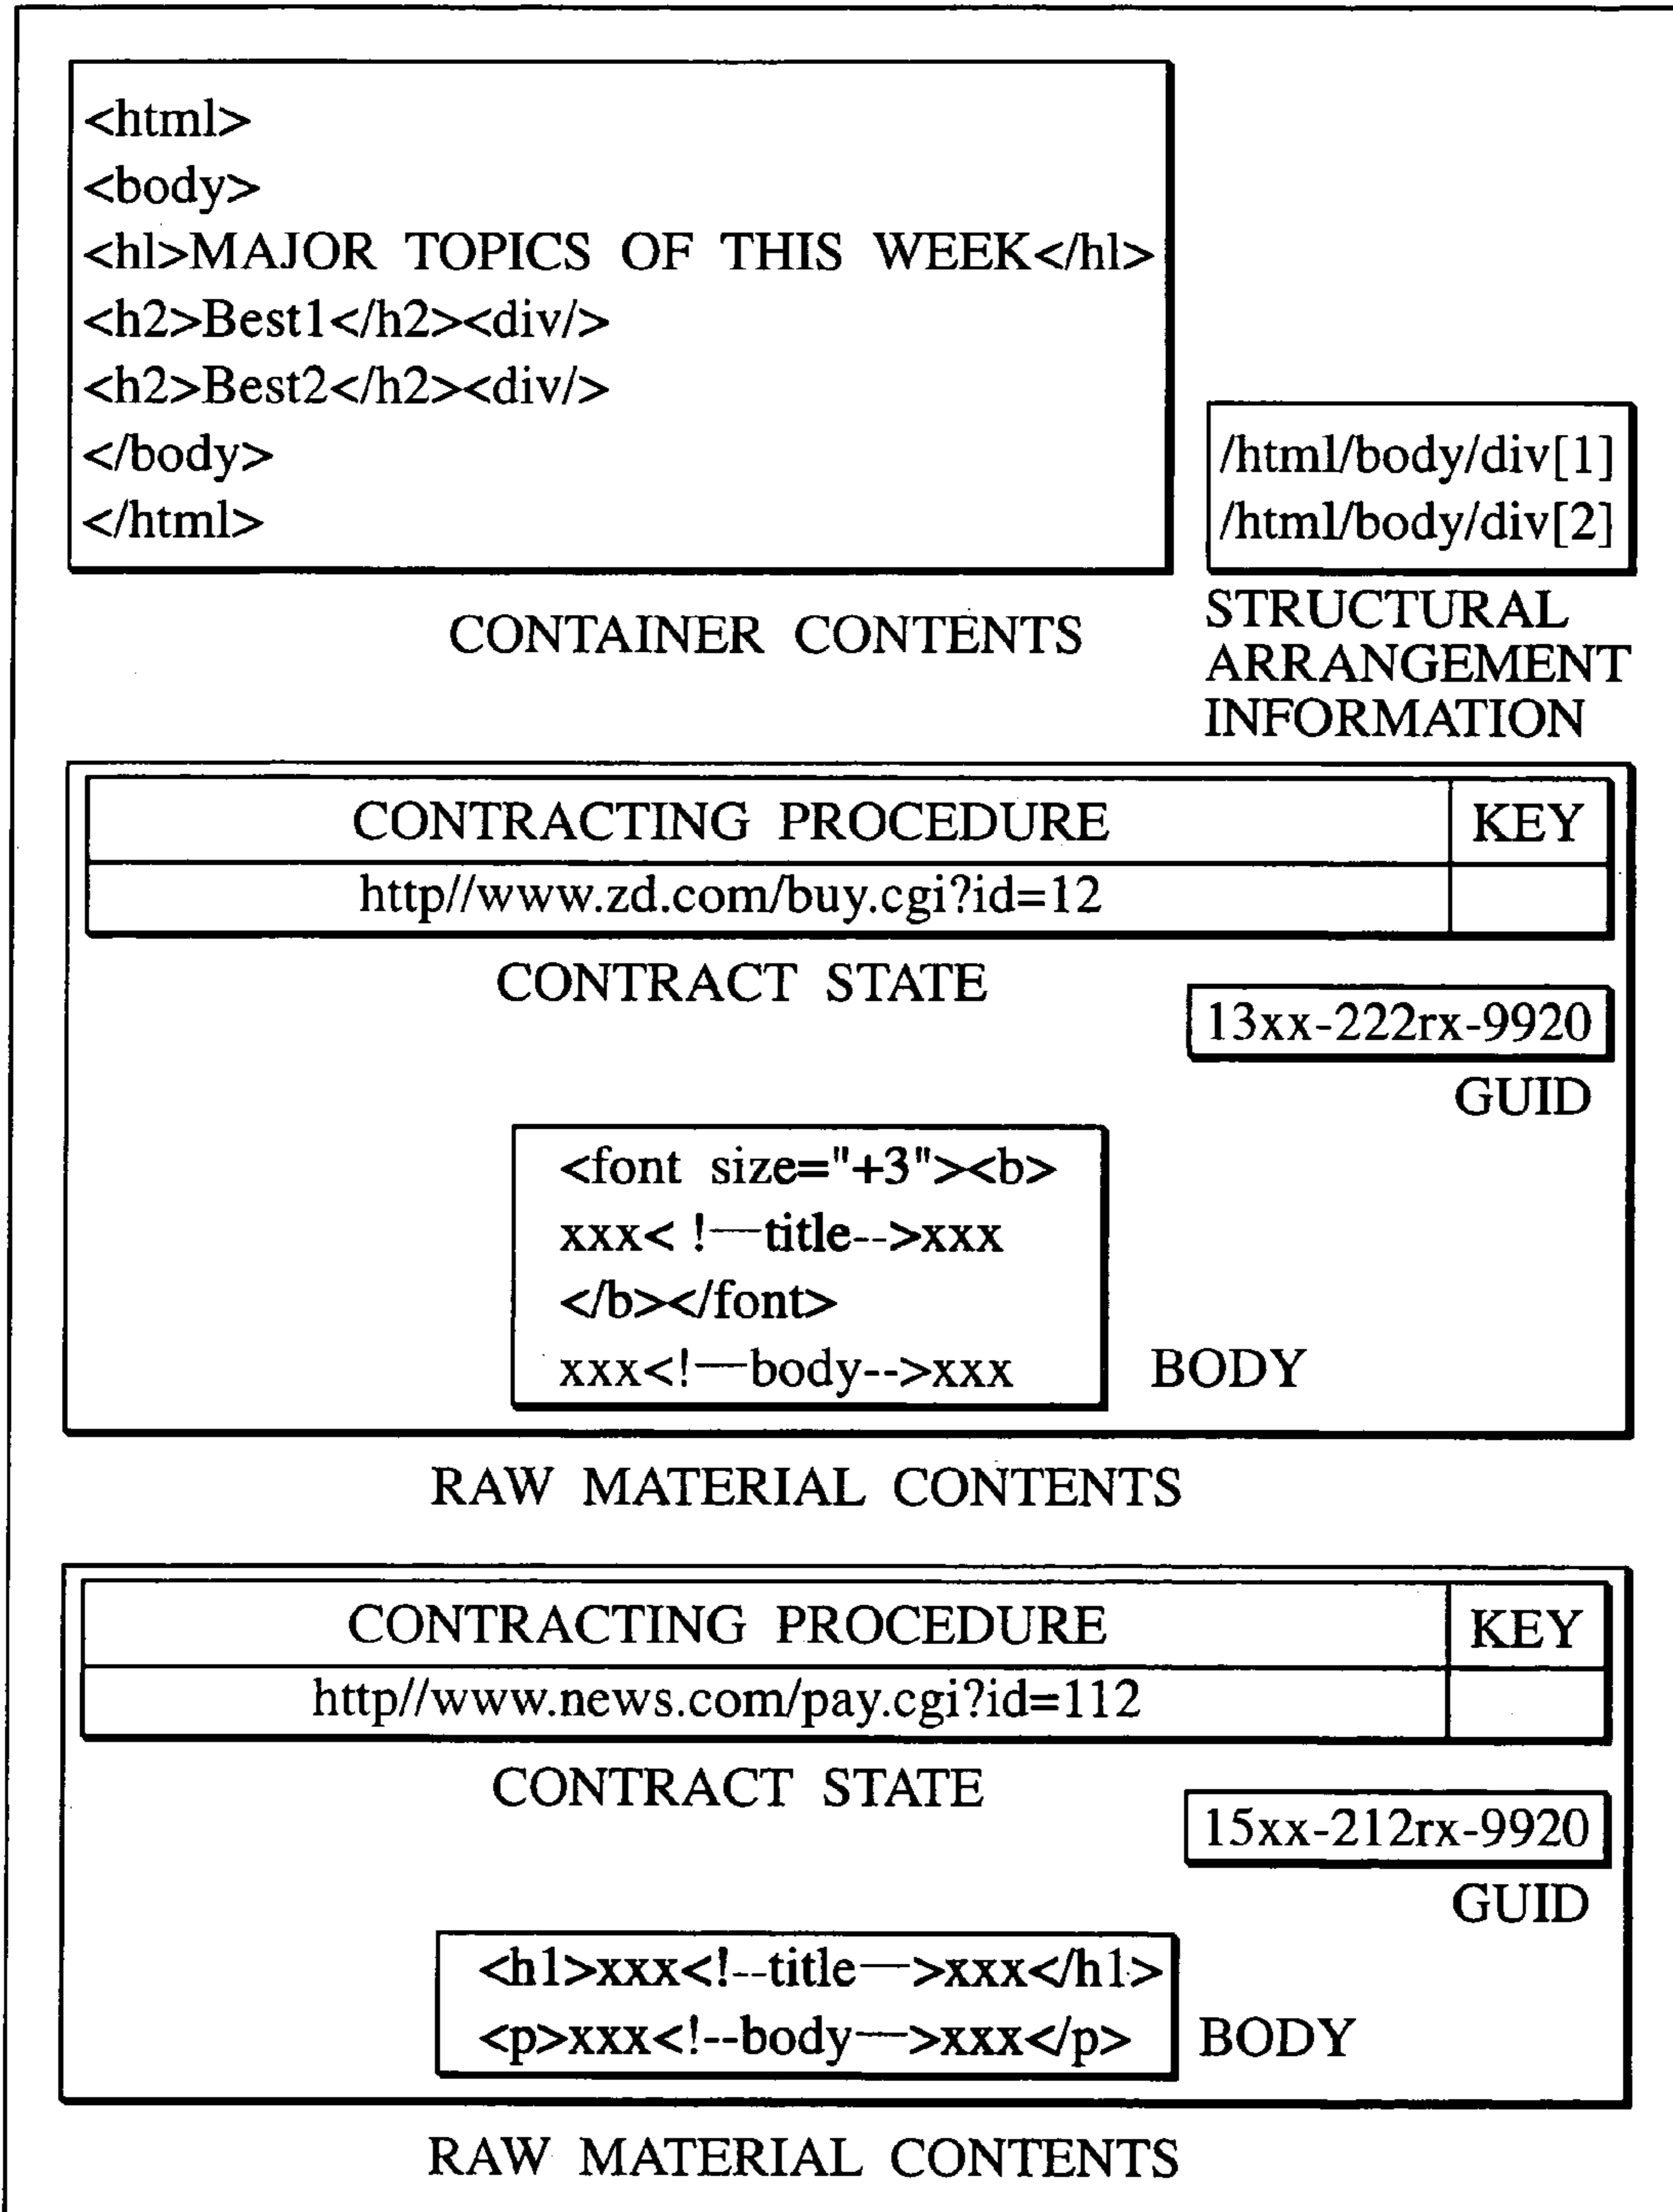 <html>
<body>
<hl>MAJOR TOPICS OF THIS WEEK</hl>
<h2>Best1</h2><div/>
<h2>Best2</h2><div/>
</body>
</html>
CONTAINER CONTENTS
/html/body/div[1]
/html/body/div[2]
STRUCTURAL
ARRANGEMENT
INFORMATION
CONTRACTING PROCEDURE KEY
http//www.zd.com/buy.cgi?id=12
CONTRACT STATE
13xx-222rx-9920
GUID
<font size="+3"><b>
xxx< !—title-->xxx
</b></font>
xxx<!—body-->xxx
BODY
RAW MATERIAL CONTENTS
CONTRACTING PROCEDURE KEY
http//www.news.com/pay.cgi?id=112
CONTRACT STATE
15xx-212rx-9920
GUID
<h1>xxx<!--title—>xxx</h1>
<p>xxx<!--body—>xxx</p>
BODY
RAW MATERIAL CONTENTS